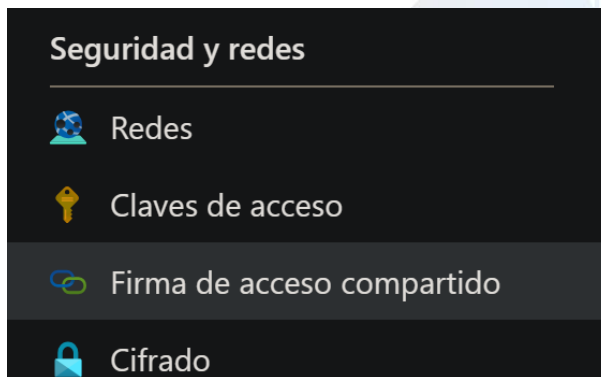 Seguridad y redes
Redes
Claves de acceso
Firma de acceso compartido
Cifrado